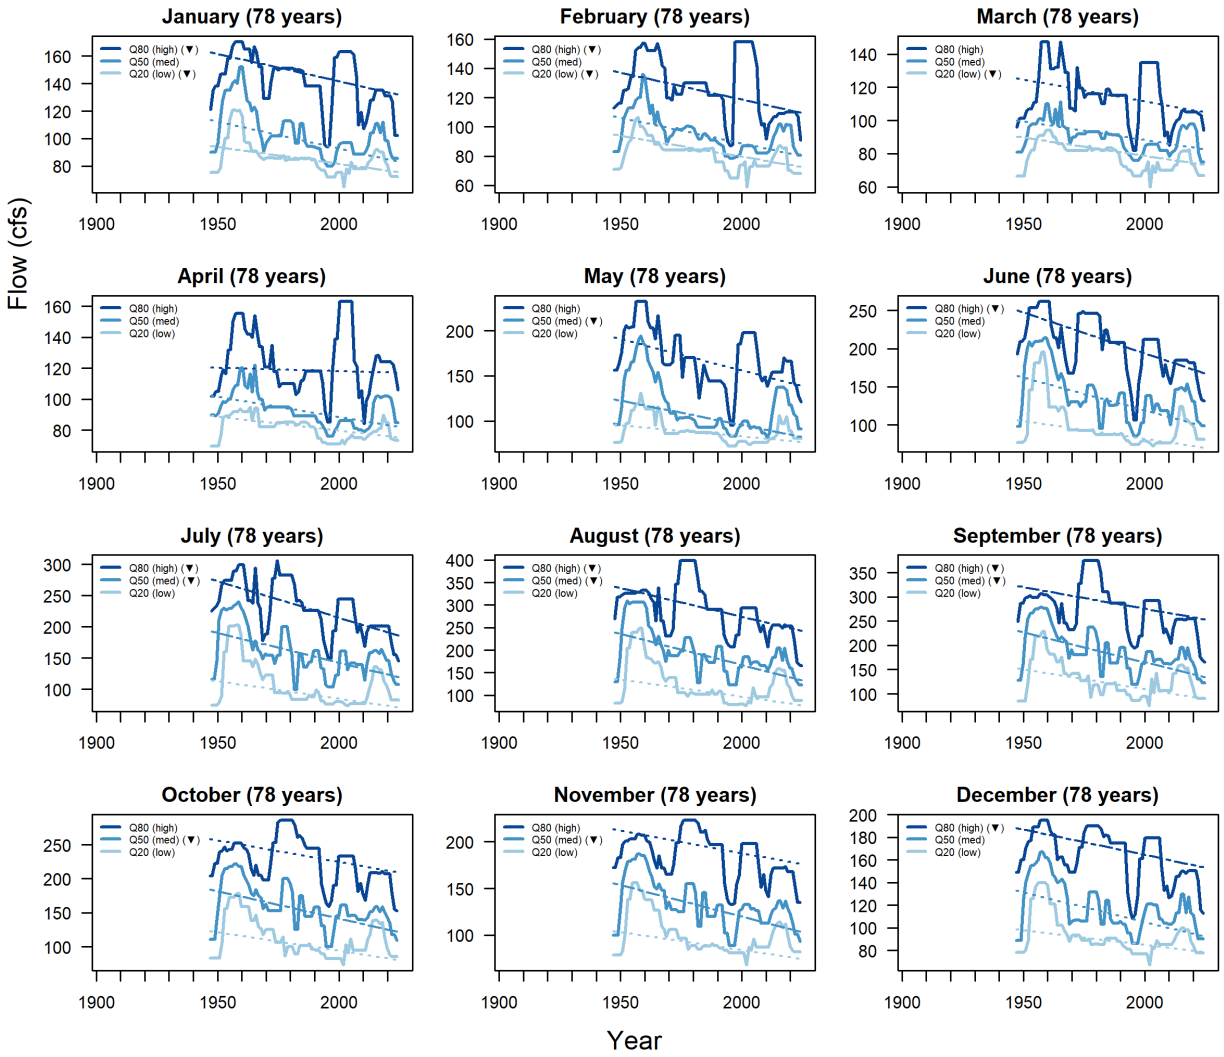 January (78 years)
Q80 (high) (▼)
Q50 (med)
Q20 (low) (▼)
160
140
120
100
80
1900
1950
2000
February (78 years)
Q80 (high) (▼)
Q50 (med)
Q20 (low) (▼)
160
140
120
100
80
60
1900
1950
2000
March (78 years)
Q80 (high)
Q50 (med)
Q20 (low) (▼)
140
120
100
80
60
1900
1950
2000
Flow (cfs)
April (78 years)
Q80 (high)
Q50 (med)
Q20 (low)
160
140
120
100
80
1900
1950
2000
May (78 years)
Q80 (high)
Q50 (med) (▼)
Q20 (low)
200
150
100
1900
1950
2000
June (78 years)
Q80 (high) (▼)
Q50 (med)
Q20 (low)
250
200
150
100
1900
1950
2000
July (78 years)
Q80 (high) (▼)
Q50 (med) (▼)
Q20 (low)
300
250
200
150
100
1900
1950
2000
August (78 years)
Q80 (high) (▼)
Q50 (med) (▼)
Q20 (low)
400
350
300
250
200
150
100
1900
1950
2000
September (78 years)
Q80 (high) (▼)
Q50 (med) (▼)
Q20 (low)
350
300
250
200
150
100
1900
1950
2000
October (78 years)
Q80 (high)
Q50 (med) (▼)
Q20 (low)
250
200
150
100
1900
1950
2000
November (78 years)
Q80 (high)
Q50 (med) (▼)
Q20 (low)
200
150
100
1900
1950
2000
December (78 years)
Q80 (high) (▼)
Q50 (med)
Q20 (low)
200
180
160
140
120
100
80
1900
1950
2000
Year